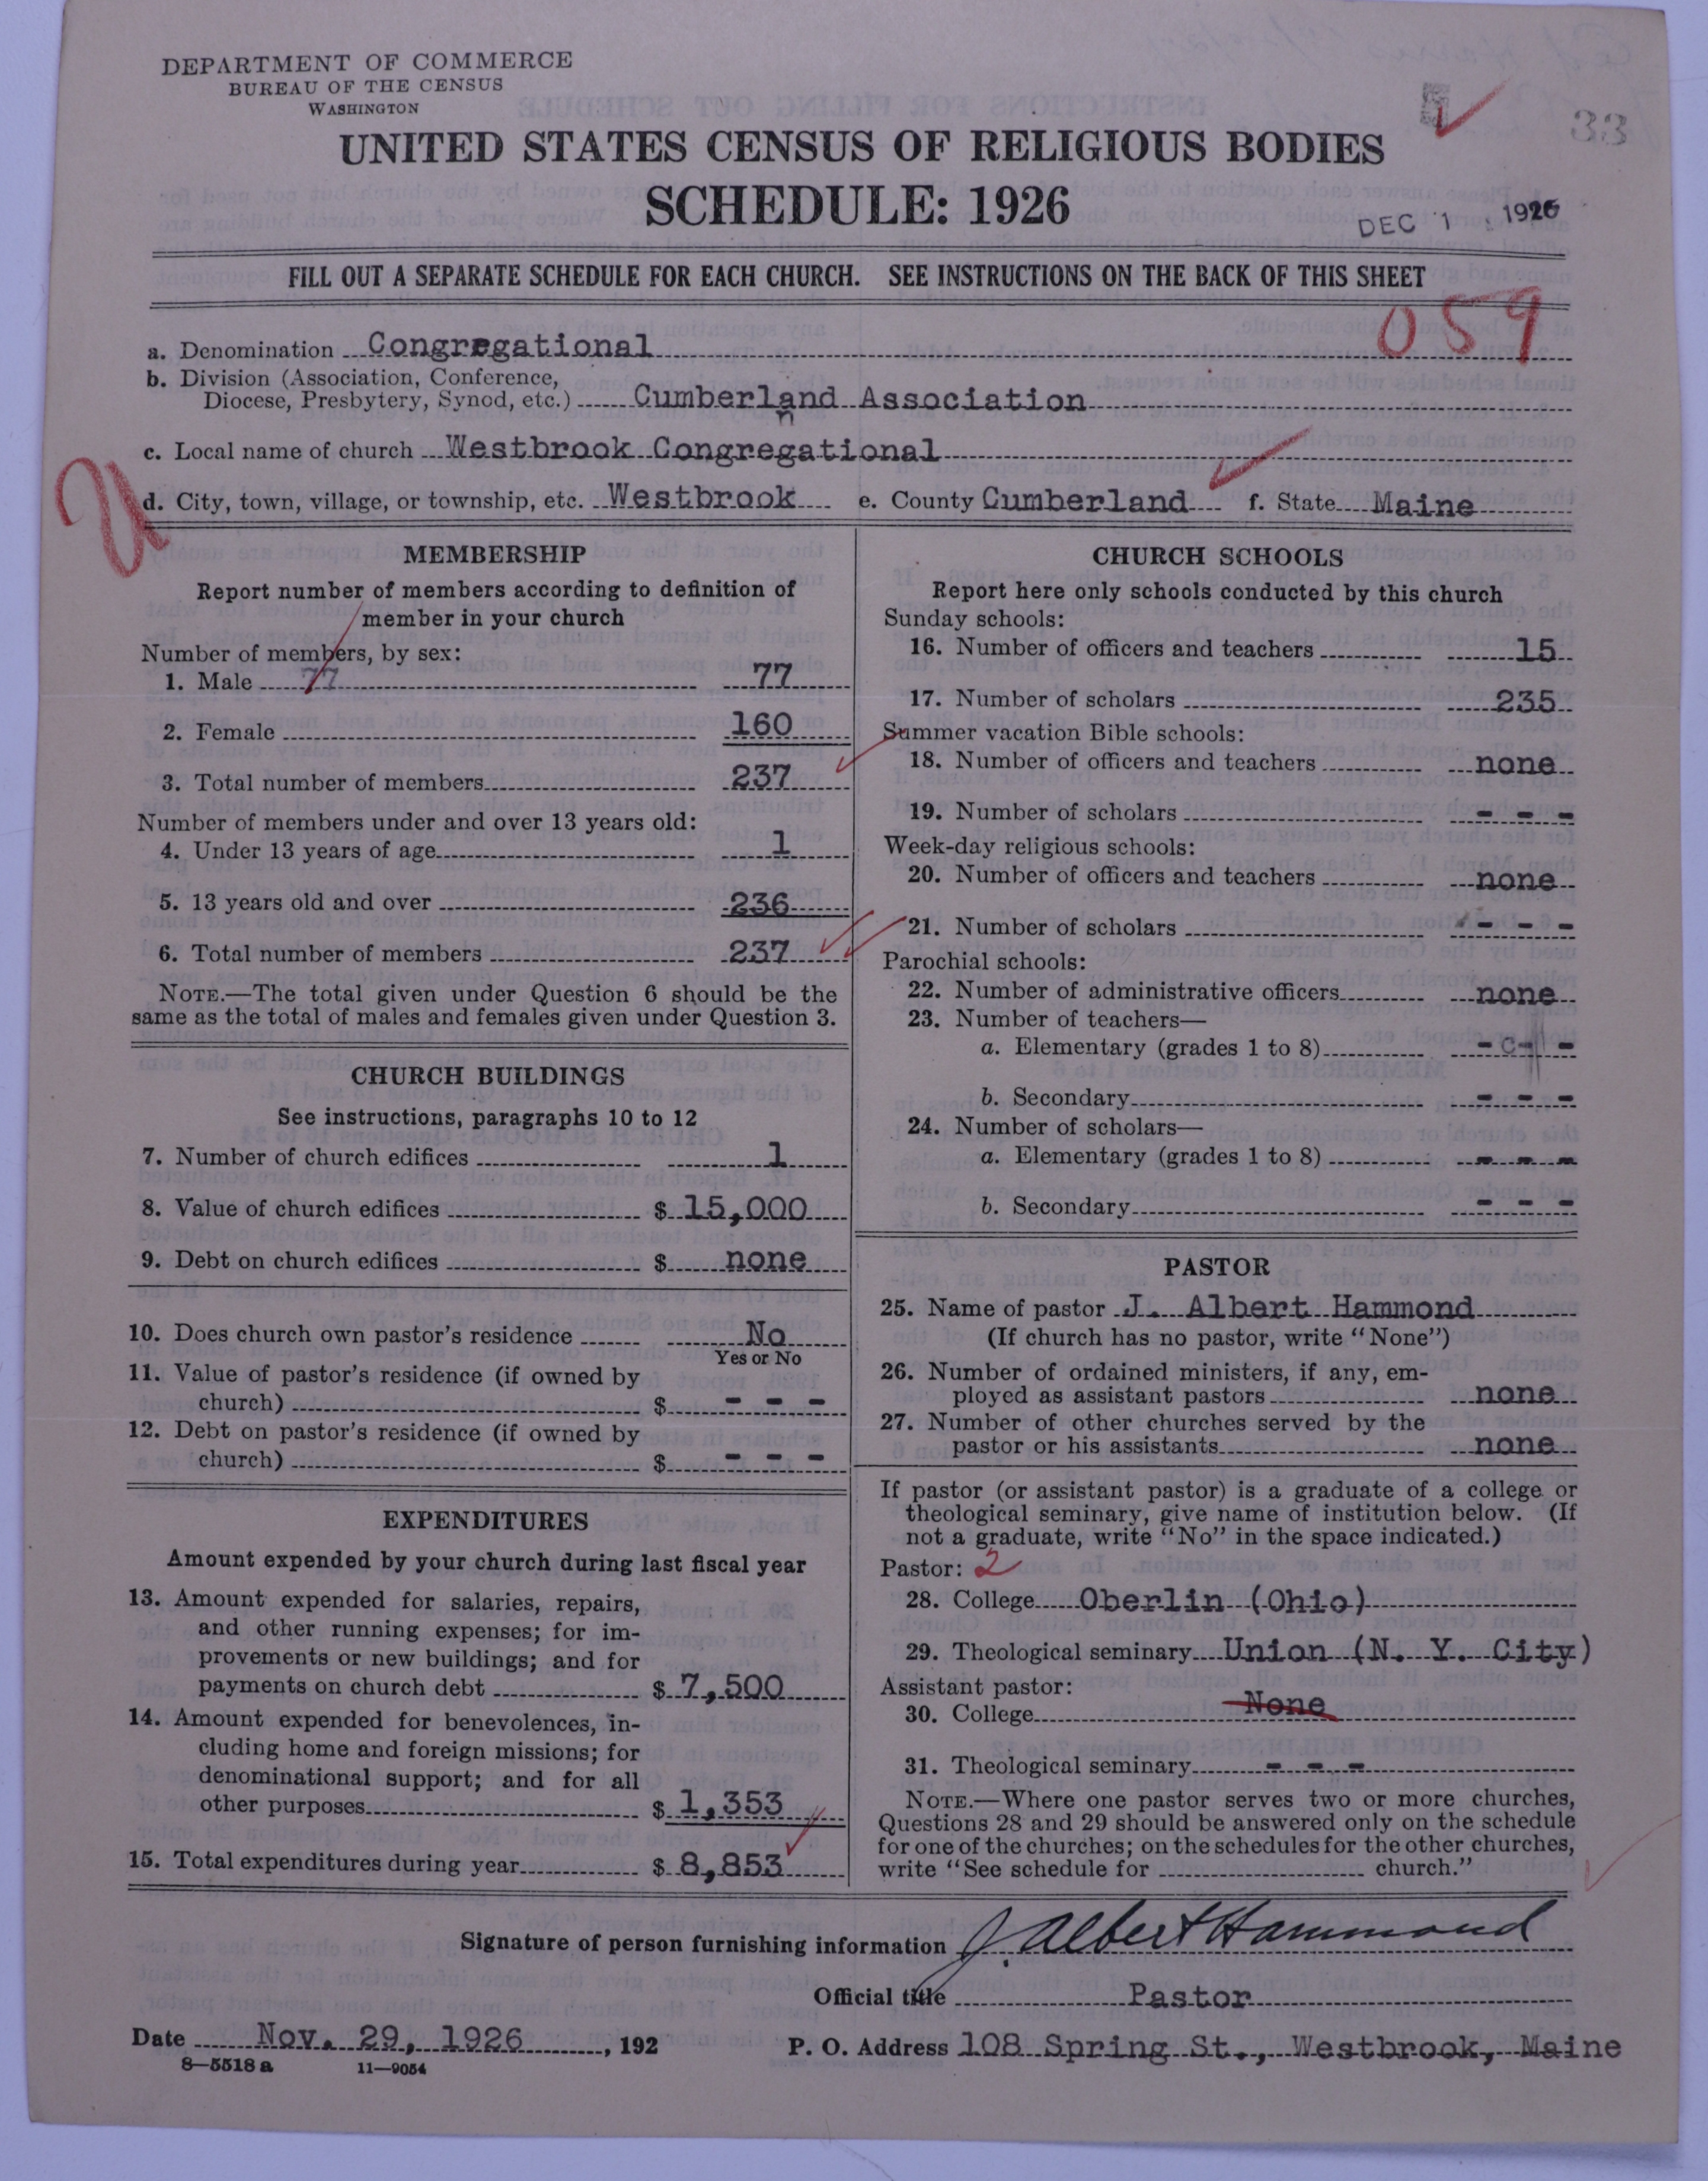 DEPARTMENT OF COMMERCE
BUREAU OF THE CENSUS
WASHINGTON
33
UNITED STATES CENSUS OF RELIGIOUS BODIES
SCHEDULE: 1926
DEC 1 1926
FILL OUT A SEPARATE SCHEDULE FOR EACH CHURCH. SEE INSTRUCTIONS ON THE BACK OF THIS SHEET
059
a. Denomination Congregational
b. Division (Association, Conference,
Diocese, Presbytery, Synod, etc.) Cumberland Association
n
c. Local name of church Westbrook Congregational
d. City, town, village, or township, etc. Westbrook e. County Cumberland f. State Maine
MEMBERSHIP
Report number of members according to definition of
member in your church
Number of members, by sex:
1. Male 77 77
2. Female 160
3. Total number of members 237
Number of members under and over 13 years old:
4. Under 13 years of age 1
5. 13 years old and over 236
6. Total number of members 237
NOTE.—The total given under Question 6 should be the
same as the total of males and females given under Question 3.
CHURCH BUILDINGS
See instructions, paragraphs 10 to 12
7. Number of church edifices 1
8. Value of church edifices $ 15,000
9. Debt on church edifices $ none
10. Does church own pastor's residence No
Yes or No
11. Value of pastor's residence (if owned by
church) $ - - -
12. Debt on pastor's residence (if owned by
church) $ - - -
EXPENDITURES
Amount expended by your church during last fiscal year
13. Amount expended for salaries, repairs,
and other running expenses; for im-
provements or new buildings; and for
payments on church debt $ 7,500
14. Amount expended for benevolences, in-
cluding home and foreign missions; for
denominational support; and for all
other purposes $ 1,353
15. Total expenditures during year $ 8,853
CHURCH SCHOOLS
Report here only schools conducted by this church
Sunday schools:
16. Number of officers and teachers 15
17. Number of scholars 235
Summer vacation Bible schools:
18. Number of officers and teachers none
19. Number of scholars - - -
Week-day religious schools:
20. Number of officers and teachers none
21. Number of scholars - - -
Parochial schools:
22. Number of administrative officers none
23. Number of teachers—
a. Elementary (grades 1 to 8) - - -
b. Secondary - - -
24. Number of scholars—
a. Elementary (grades 1 to 8) - - -
b. Secondary - - -
PASTOR
25. Name of pastor J. Albert Hammond
(If church has no pastor, write "None")
26. Number of ordained ministers, if any, em-
ployed as assistant pastors none
27. Number of other churches served by the
pastor or his assistants none
If pastor (or assistant pastor) is a graduate of a college or
theological seminary, give name of institution below. (If
not a graduate, write "No" in the space indicated.)
Pastor: 2
28. College Oberlin (Ohio)
29. Theological seminary Union (N. Y. City)
Assistant pastor:
30. College None
31. Theological seminary - - -
NOTE.—Where one pastor serves two or more churches,
Questions 28 and 29 should be answered only on the schedule
for one of the churches; on the schedules for the other churches,
write "See schedule for church."
Signature of person furnishing information J. Albert Hammond
Official title Pastor
Date Nov. 29, 1926, 192 P. O. Address 108 Spring St., Westbrook, Maine
8—5518 a 11—9054